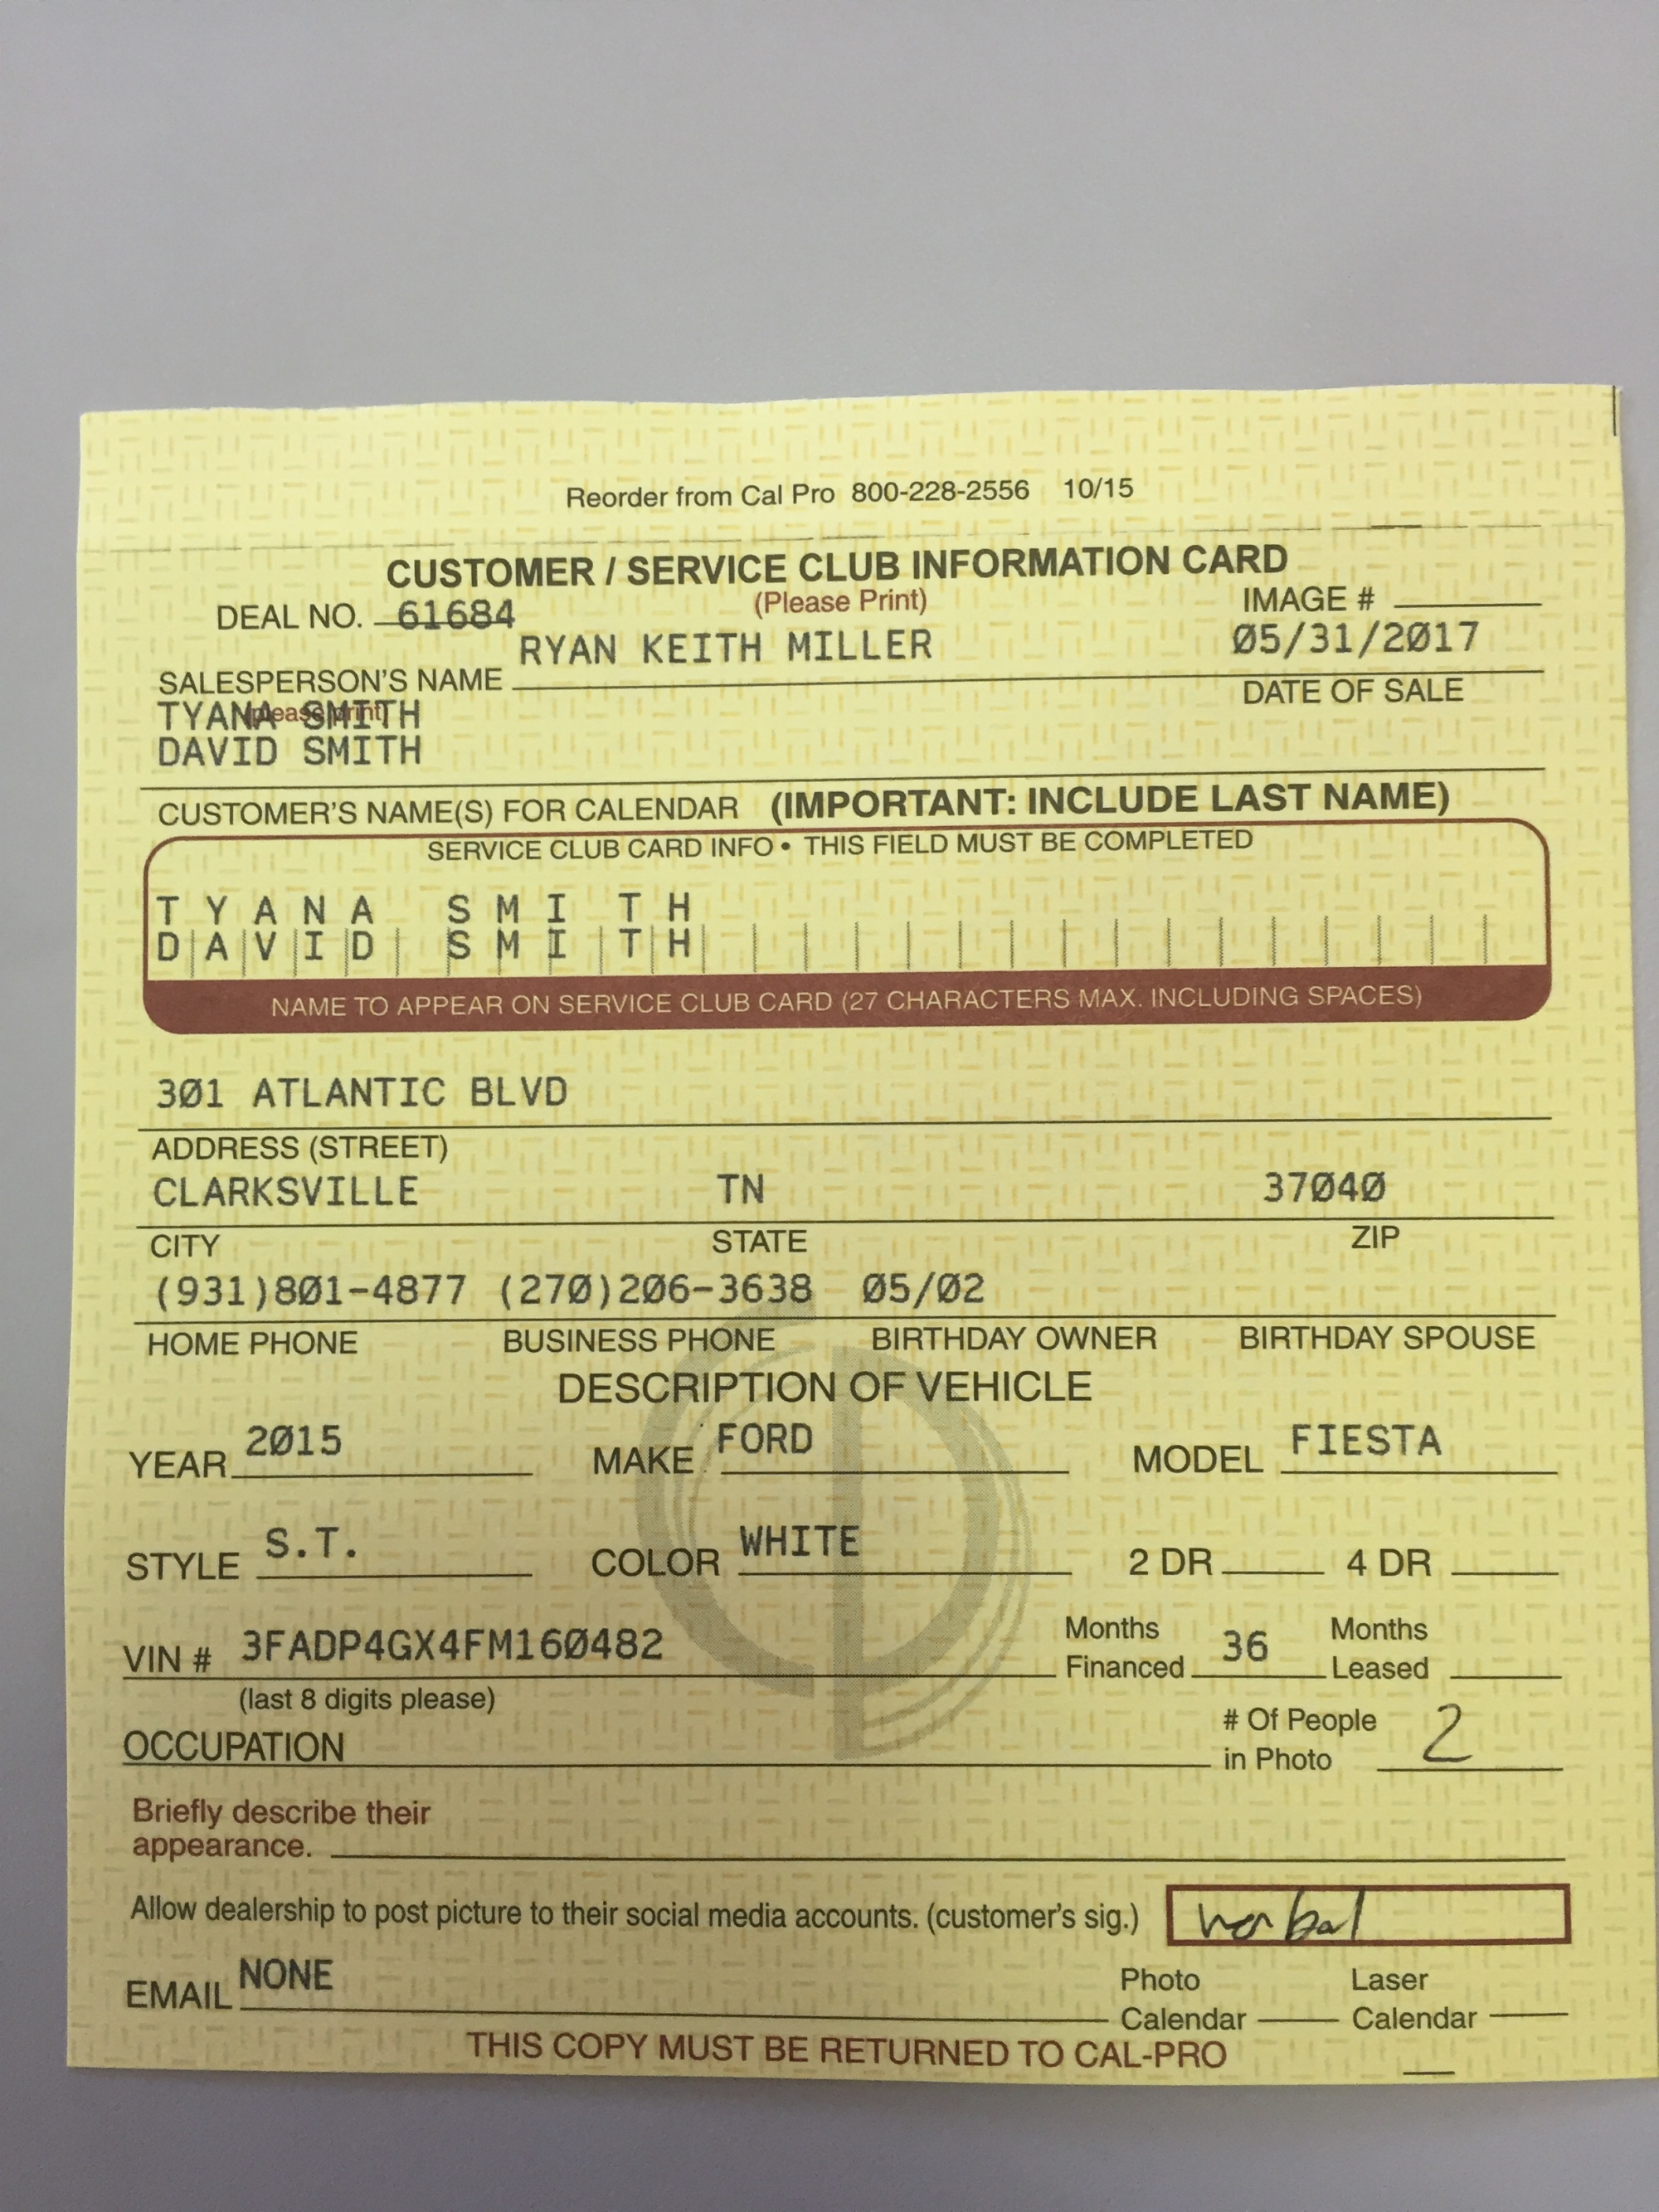 Reorder from Cal Pro 800-228-2556 10/15
CUSTOMER / SERVICE CLUB INFORMATION CARD
(Please Print)
DEAL NO. 61684
IMAGE #
RYAN KEITH MILLER 05/31/2017
SALESPERSON'S NAME DATE OF SALE
(please print)
TYANA SMITH
DAVID SMITH
CUSTOMER'S NAME(S) FOR CALENDAR (IMPORTANT: INCLUDE LAST NAME)
SERVICE CLUB CARD INFO • THIS FIELD MUST BE COMPLETED
TYANA SMITH
DAVID SMITH
NAME TO APPEAR ON SERVICE CLUB CARD (27 CHARACTERS MAX. INCLUDING SPACES)
301 ATLANTIC BLVD
ADDRESS (STREET)
CLARKSVILLE TN 37040
CITY STATE ZIP
(931)801-4877 (270)206-3638 05/02
HOME PHONE BUSINESS PHONE BIRTHDAY OWNER BIRTHDAY SPOUSE
DESCRIPTION OF VEHICLE
YEAR 2015 MAKE FORD MODEL FIESTA
STYLE S.T. COLOR WHITE 2 DR 4 DR
VIN # 3FADP4GX4FM160482 Months Financed 36 Months Leased
(last 8 digits please)
OCCUPATION # Of People in Photo 2
Briefly describe their
appearance.
Allow dealership to post picture to their social media accounts. (customer's sig.) verbal
EMAIL NONE Photo Calendar Laser Calendar
THIS COPY MUST BE RETURNED TO CAL-PRO